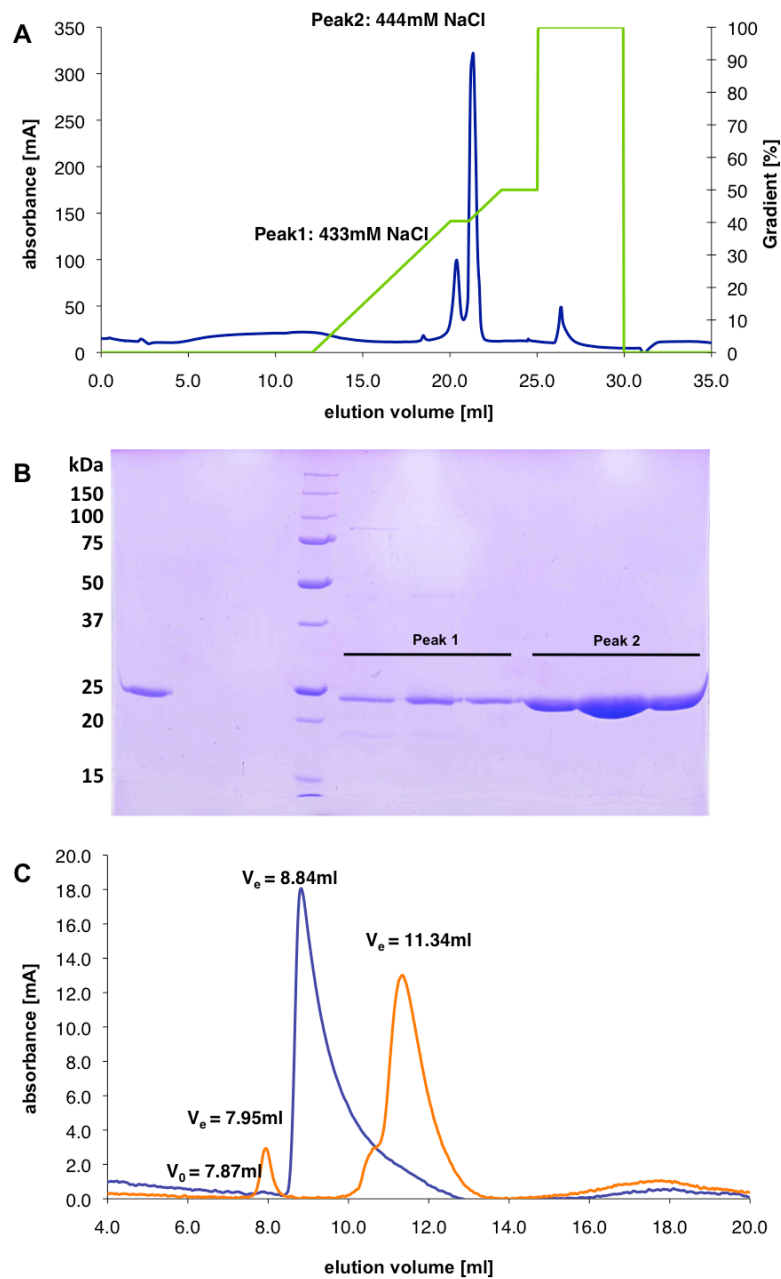 A
Peak2: 444mM NaCl
350
300
250
200
150
100
50
0
absorbance [mA]
Peak1: 433mM NaCl
100
90
80
70
60
50
40
30
20
10
0
Gradient [%]
0.0 5.0 10.0 15.0 20.0 25.0 30.0 35.0
elution volume [ml]
B
kDa
150
100
75
50
37
25
20
15
Peak 1
Peak 2
C
20.0
18.0
16.0
14.0
12.0
10.0
8.0
6.0
4.0
2.0
0.0
absorbance [mA]
Ve = 8.84ml
Ve = 11.34ml
Ve = 7.95ml
V0 = 7.87ml
4.0 6.0 8.0 10.0 12.0 14.0 16.0 18.0 20.0
elution volume [ml]